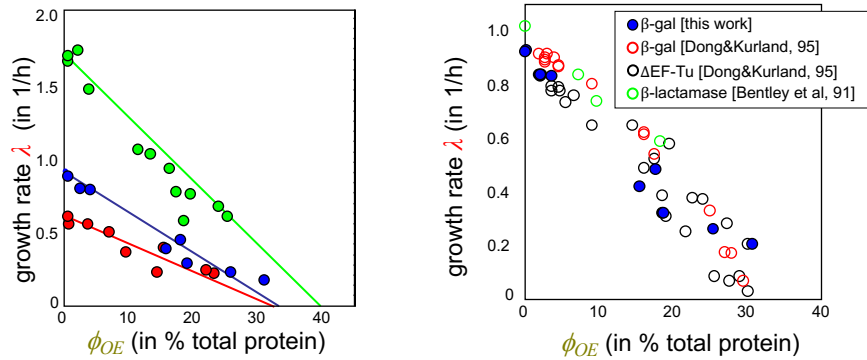 growth rate λ (in 1/h)
2.0
1.5
1.0
0.5
0
0 10 20 30 40
ϕOE (in % total protein)
growth rate λ (in 1/h)
1.0
0.8
0.6
0.4
0.2
0
0 10 20 30 40
ϕOE (in % total protein)
β-gal [this work]
β-gal [Dong&Kurland, 95]
ΔEF-Tu [Dong&Kurland, 95]
β-lactamase [Bentley et al, 91]